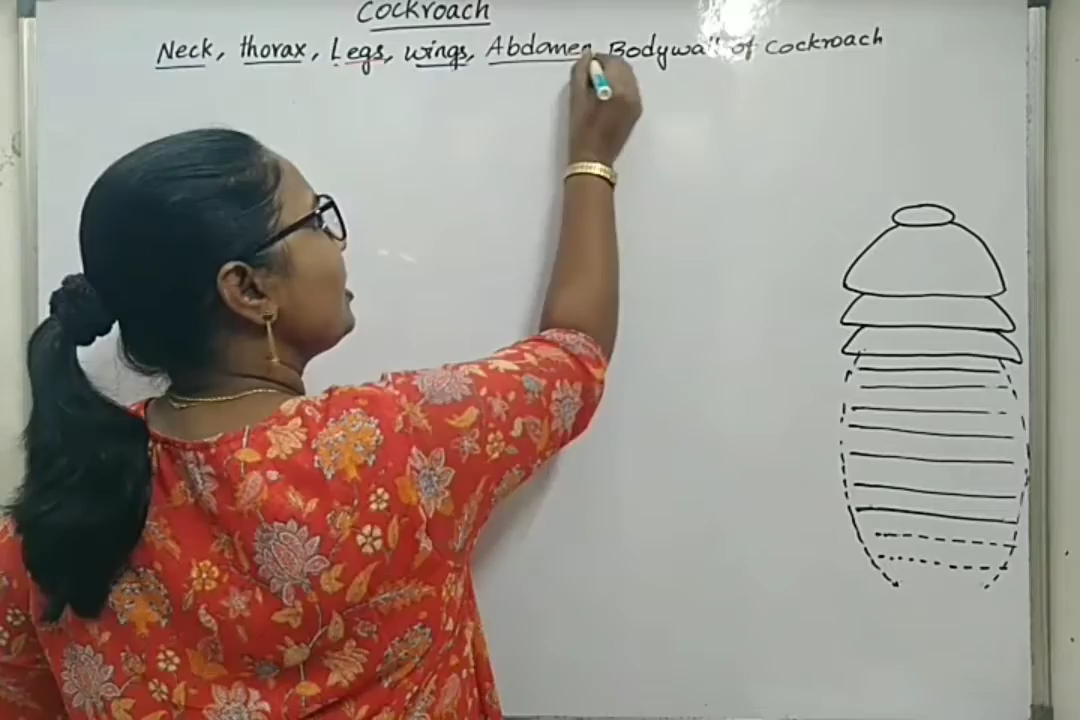 Cockroach
Neck, thorax, Legs, wings, Abdomen Bodywall of cockroach